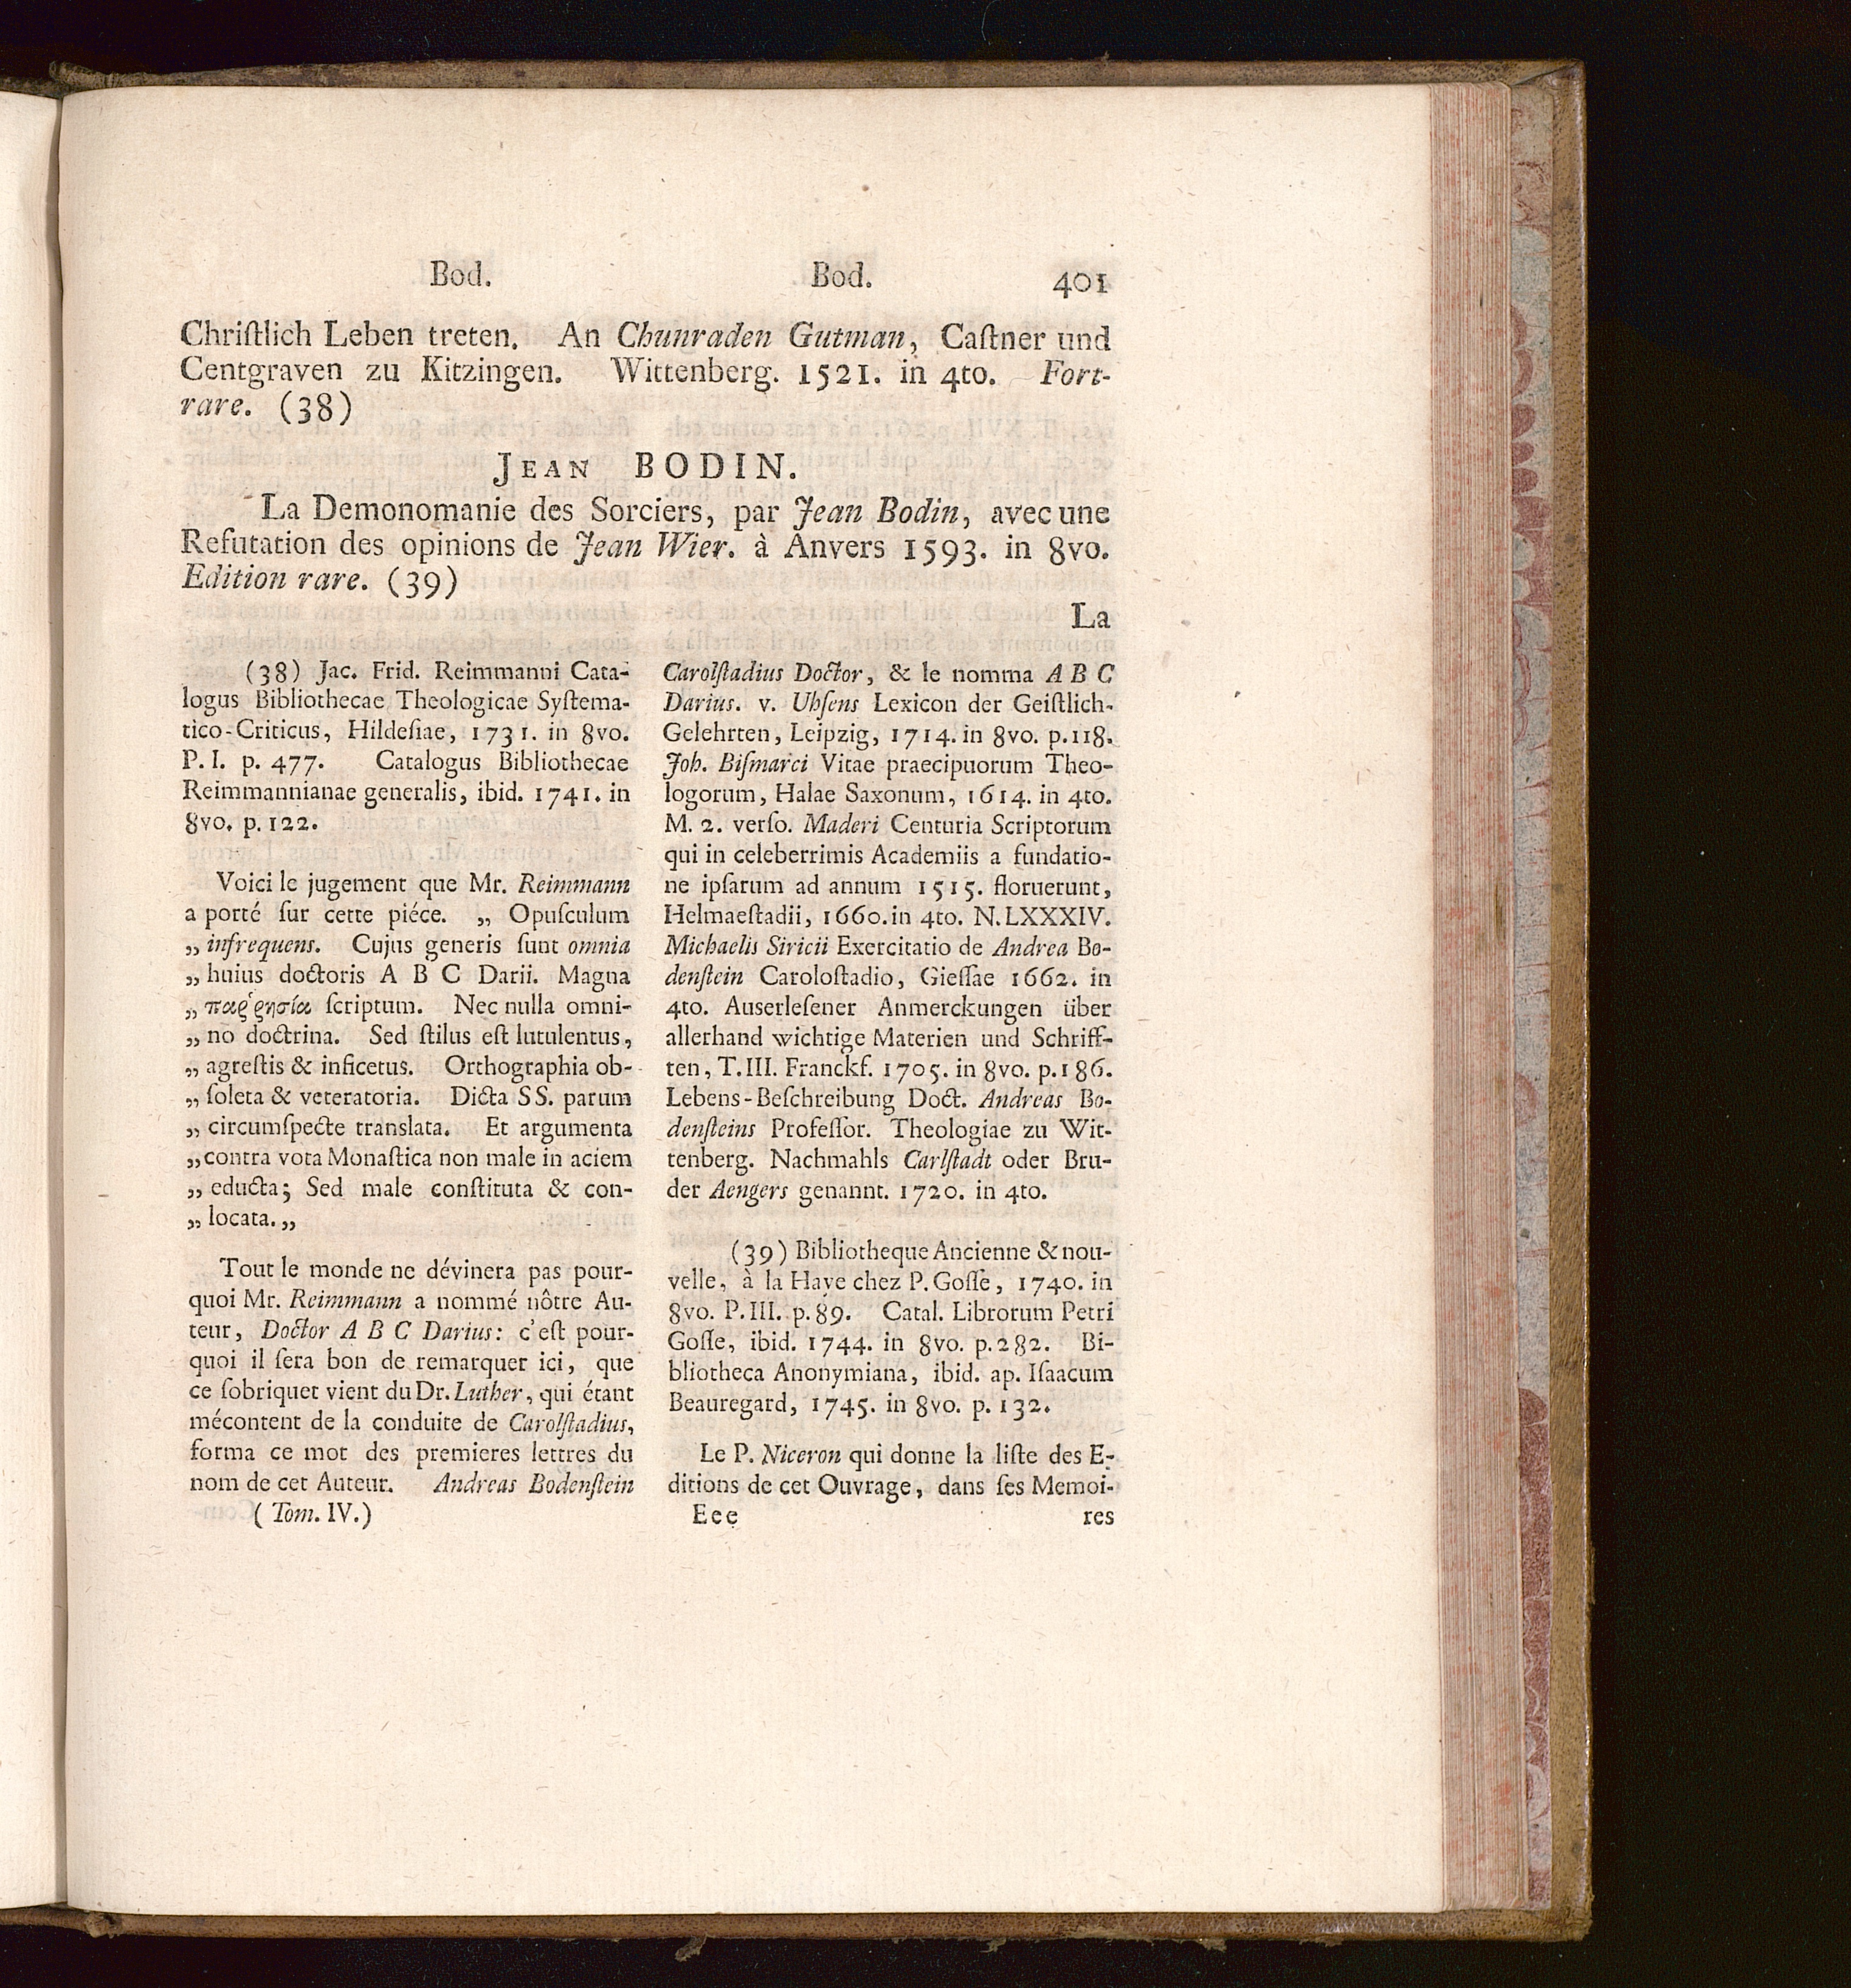 Bod. Bod. 401
Chriſtlich Leben treten. An Chunraden Gutman, Caſtner und
Centgraven zu Kitzingen. Wittenberg. 1521. in 4to. Fort-
rare. (38)
JEAN BODIN.
La Demonomanie des Sorciers, par Jean Bodin, avec une
Refutation des opinions de Jean Wier. à Anvers 1593. in 8vo.
Edition rare. (39)
La
(38) Jac. Frid. Reimmanni Cata-
logus Bibliothecae Theologicae Syſtema-
tico-Criticus, Hildeſiae, 1731. in 8vo.
P. I. p. 477. Catalogus Bibliothecae
Reimmannianae generalis, ibid. 1741. in
8vo. p. 122.
Voici le jugement que Mr. Reimmann
a porté ſur cette piéce. „ Opuſculum
„ infrequens. Cujus generis ſunt omnia
„ huius doctoris A B C Darii. Magna
„ παῤῥησία ſcriptum. Nec nulla omni-
„ no doctrina. Sed ſtilus eſt lutulentus,
„ agreſtis & inficetus. Orthographia ob-
„ ſoleta & veteratoria. Dicta SS. parum
„ circumſpecte translata. Et argumenta
„ contra vota Monaſtica non male in aciem
„ educta; Sed male conſtituta & con-
„ locata. „
Tout le monde ne dévinera pas pour-
quoi Mr. Reimmann a nommé nôtre Au-
teur, Doctor A B C Darius: c'eſt pour-
quoi il ſera bon de remarquer ici, que
ce ſobriquet vient du Dr. Luther, qui étant
mécontent de la conduite de Carolſtadius,
forma ce mot des premieres lettres du
nom de cet Auteur. Andreas Bodenſtein
(Tom. IV.)
Carolſtadius Doctor, & le nomma A B C
Darius. v. Uhſens Lexicon der Geiſtlich-
Gelehrten, Leipzig, 1714. in 8vo. p. 118.
Joh. Biſmarci Vitae praecipuorum Theo-
logorum, Halae Saxonum, 1614. in 4to.
M. 2. verſo. Maderi Centuria Scriptorum
qui in celeberrimis Academiis a fundatio-
ne ipſarum ad annum 1515. floruerunt,
Helmaeſtadii, 1660. in 4to. N. LXXXIV.
Michaelis Siricii Exercitatio de Andrea Bo-
denſtein Caroloſtadio, Gieſſae 1662. in
4to. Auserleſener Anmerckungen über
allerhand wichtige Materien und Schriff-
ten, T. III. Franckf. 1705. in 8vo. p. 186.
Lebens-Beſchreibung Doct. Andreas Bo-
denſteins Profeſſor. Theologiae zu Wit-
tenberg. Nachmahls Carlſtadt oder Bru-
der Aengers genannt. 1720. in 4to.
(39) Bibliotheque Ancienne & nou-
velle, à la Haye chez P. Goſſe, 1740. in
8vo. P. III. p. 89. Catal. Librorum Petri
Goſſe, ibid. 1744. in 8vo. p. 282. Bi-
bliotheca Anonymiana, ibid. ap. Iſaacum
Beauregard, 1745. in 8vo. p. 132.
Le P. Niceron qui donne la liſte des E-
ditions de cet Ouvrage, dans ſes Memoi-
Eee res